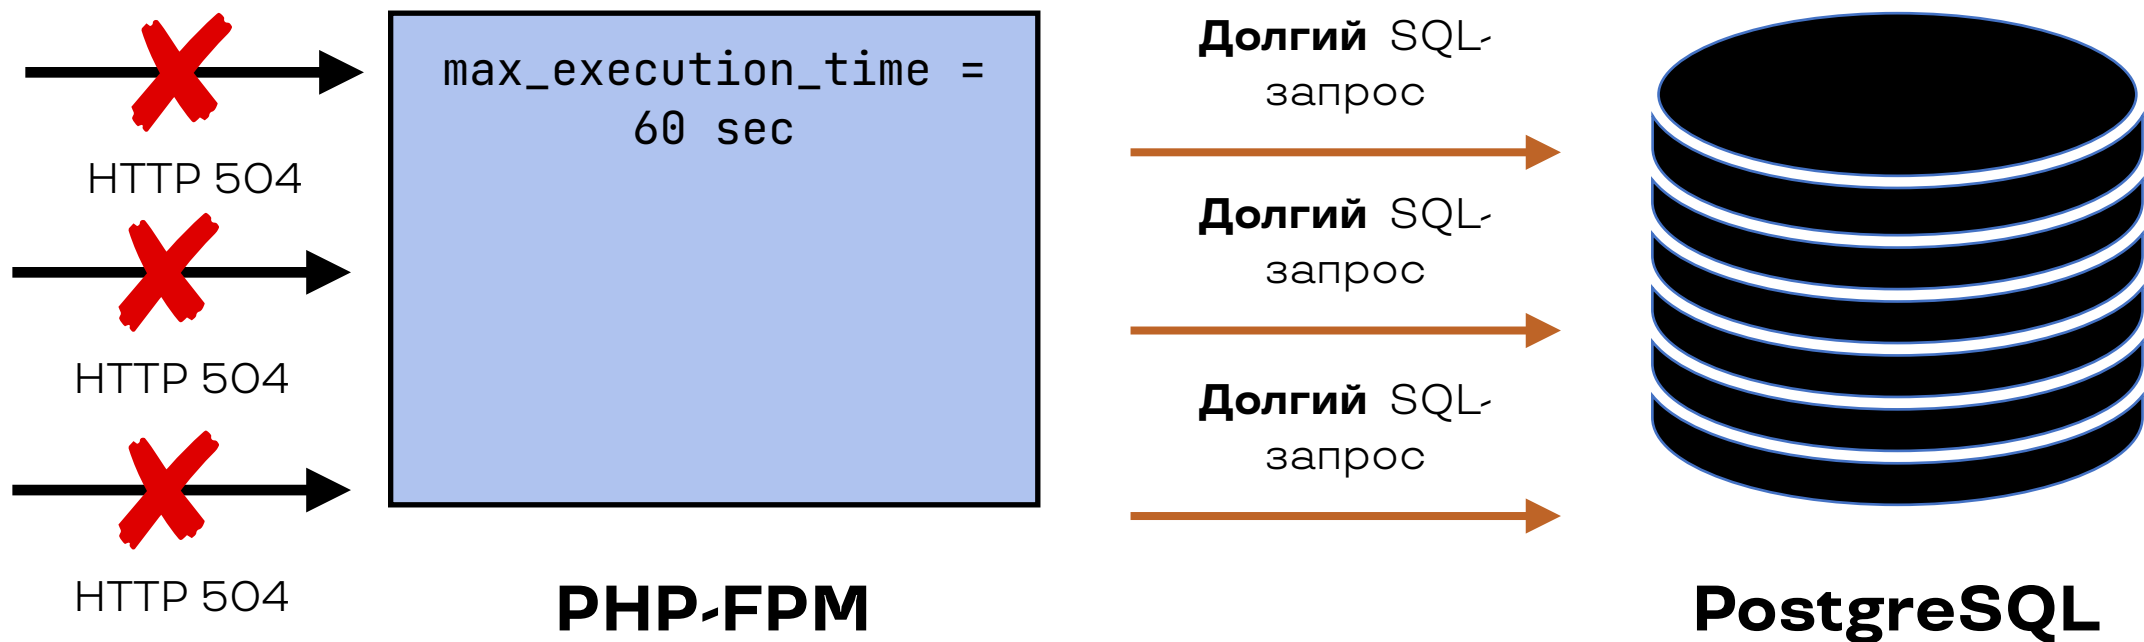 HTTP 504
HTTP 504
HTTP 504
max_execution_time =
60 sec
PHP-FPM
Долгий SQL-
запрос
Долгий SQL-
запрос
Долгий SQL-
запрос
PostgreSQL